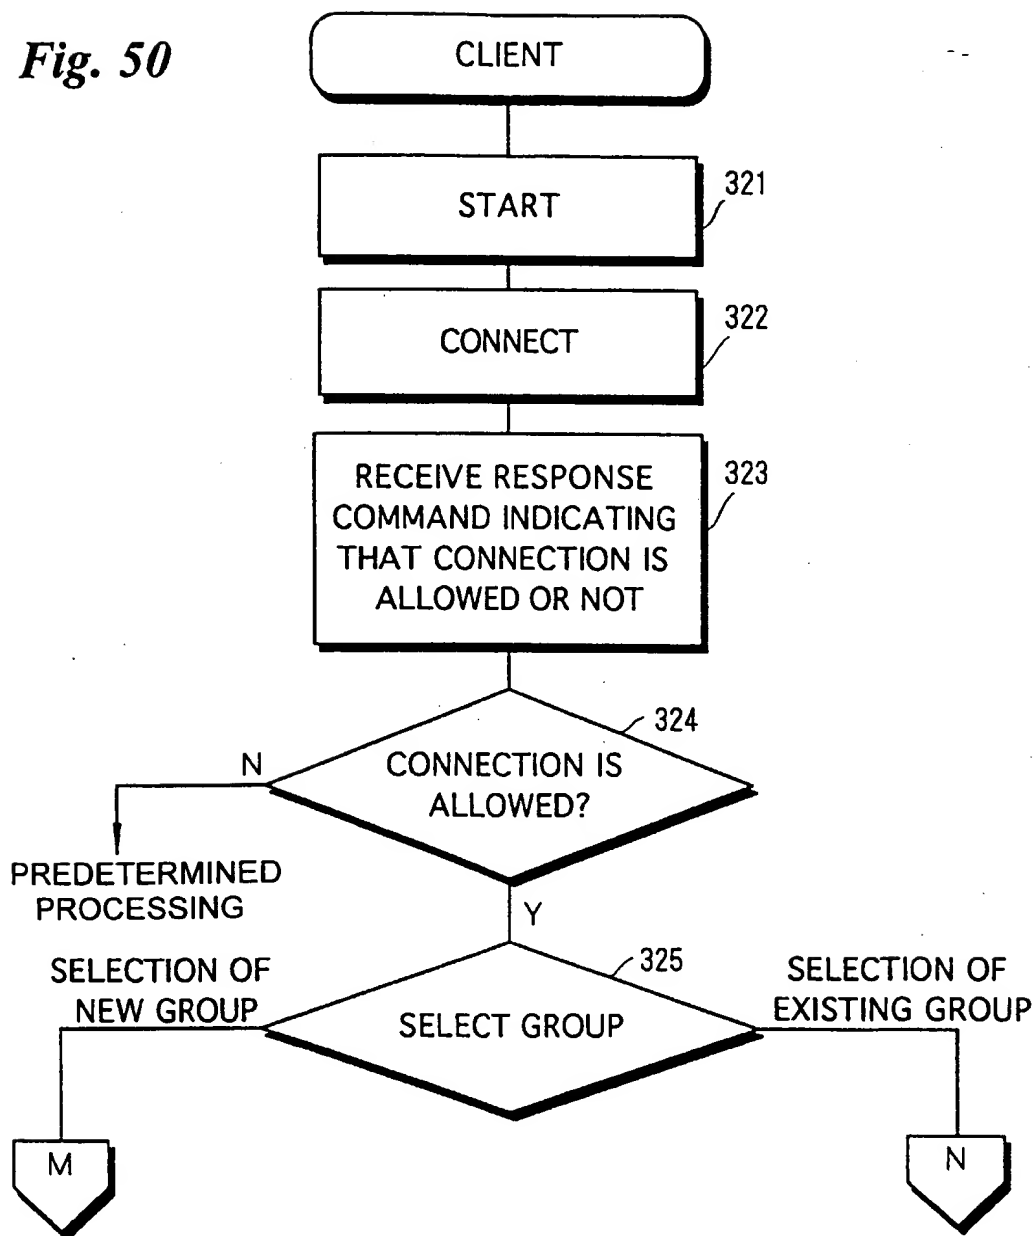 Fig. 50
CLIENT
START
321
CONNECT
322
RECEIVE RESPONSE
COMMAND INDICATING
THAT CONNECTION IS
ALLOWED OR NOT
323
324
CONNECTION IS
ALLOWED?
N
PREDETERMINED
PROCESSING
Y
325
SELECTION OF
NEW GROUP
SELECT GROUP
SELECTION OF
EXISTING GROUP
M
N